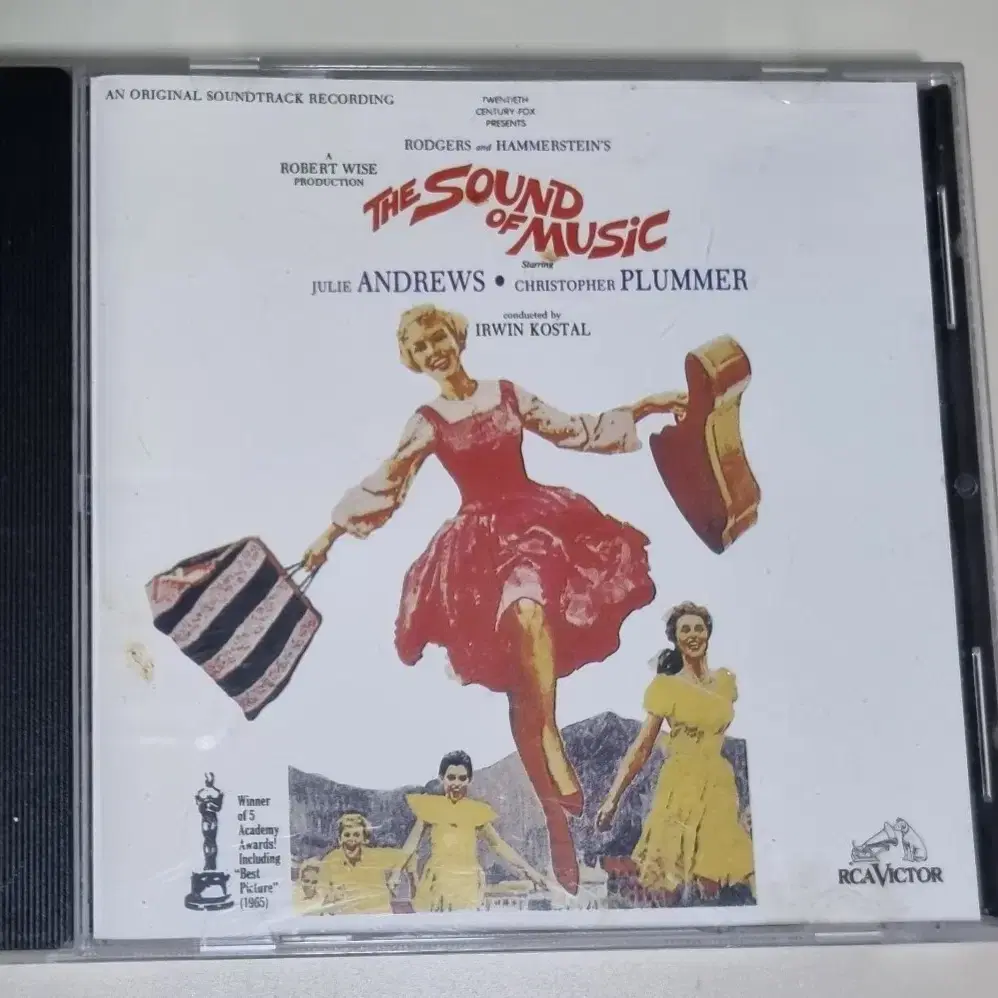 AN ORIGINAL SOUNDTRACK RECORDING
TWENTIETH
CENTURY-FOX
PRESENTS
RODGERS and HAMMERSTEIN'S
A
ROBERT WISE
PRODUCTION
THE SOUND
OF MUSIC
Starring
JULIE ANDREWS • CHRISTOPHER PLUMMER
conducted by
IRWIN KOSTAL
Winner
of 5
Academy
Awards!
Including
"Best
Picture"
(1965)
RCA VICTOR